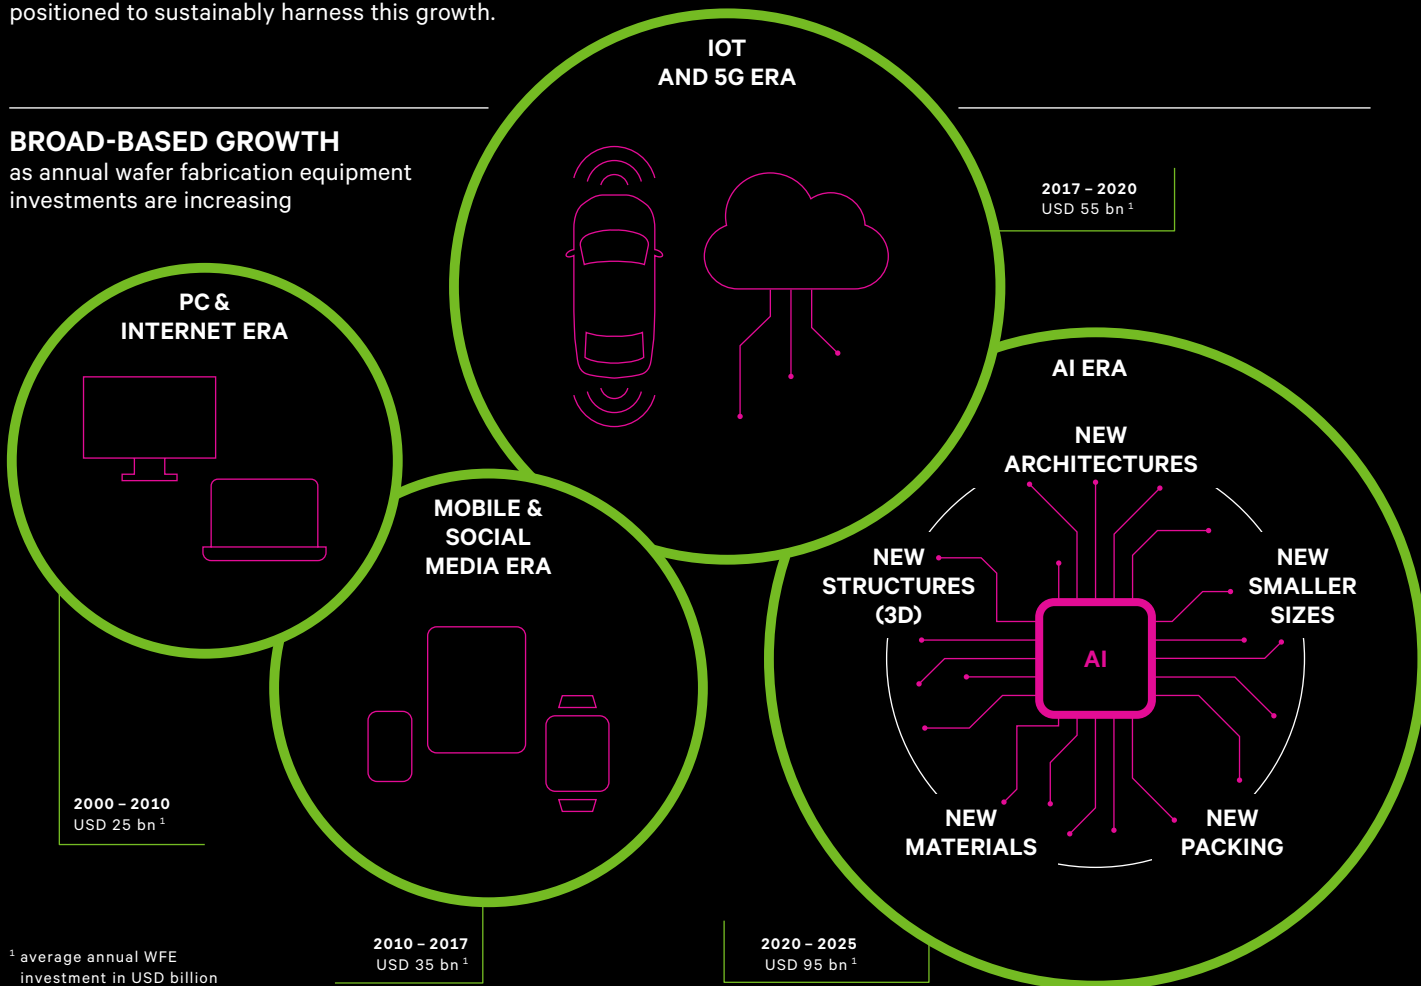 positioned to sustainably harness this growth.
BROAD-BASED GROWTH
as annual wafer fabrication equipment
investments are increasing
PC &
INTERNET ERA
2000 – 2010
USD 25 bn ¹
MOBILE &
SOCIAL
MEDIA ERA
2010 – 2017
USD 35 bn ¹
IOT
AND 5G ERA
2017 – 2020
USD 55 bn ¹
AI ERA
NEW
ARCHITECTURES
NEW
STRUCTURES
(3D)
NEW
SMALLER
SIZES
AI
NEW
MATERIALS
NEW
PACKING
2020 – 2025
USD 95 bn ¹
¹ average annual WFE
investment in USD billion